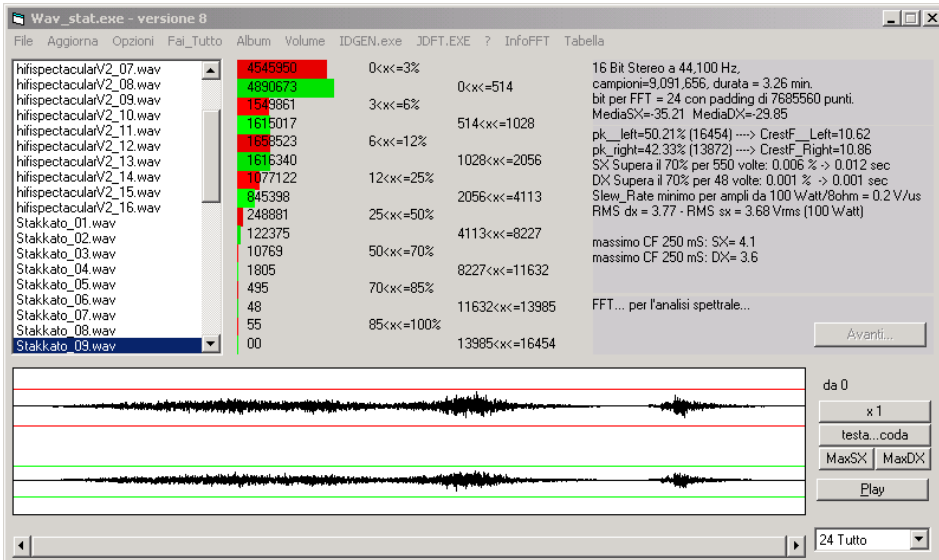 Wav_stat.exe - versione 8
File Aggiorna Opzioni Fai_Tutto Album Volume IDGEN.exe JDFT.EXE ? InfoFFT Tabella
hifispectacularV2_07.wav
hifispectacularV2_08.wav
hifispectacularV2_09.wav
hifispectacularV2_10.wav
hifispectacularV2_11.wav
hifispectacularV2_12.wav
hifispectacularV2_13.wav
hifispectacularV2_14.wav
hifispectacularV2_15.wav
hifispectacularV2_16.wav
Stakkato_01.wav
Stakkato_02.wav
Stakkato_03.wav
Stakkato_04.wav
Stakkato_05.wav
Stakkato_06.wav
Stakkato_07.wav
Stakkato_08.wav
Stakkato_09.wav
4545950 0<x<=3%
4890673 0<x<=514
1549861 3<x<=6%
1615017 514<x<=1028
1658523 6<x<=12%
1616340 1028<x<=2056
1077122 12<x<=25%
845398 2056<x<=4113
248881 25<x<=50%
122375 4113<x<=8227
10769 50<x<=70%
1805 8227<x<=11632
495 70<x<=85%
48 11632<x<=13985
55 85<x<=100%
00 13985<x<=16454
16 Bit Stereo a 44,100 Hz,
campioni=9,091,656, durata = 3.26 min.
bit per FFT = 24 con padding di 7685560 punti.
MediaSX=-35.21 MediaDX=-29.85
pk__left=50.21% (16454) ----> CrestF__Left=10.62
pk_right=42.33% (13872) ----> CrestF_Right=10.86
SX Supera il 70% per 550 volte: 0.006 % -> 0.012 sec
DX Supera il 70% per 48 volte: 0.001 % -> 0.001 sec
Slew_Rate minimo per ampli da 100 Watt/8ohm = 0.2 V/us
RMS dx = 3.77 - RMS sx = 3.68 Vrms (100 Watt)
massimo CF 250 mS: SX= 4.1
massimo CF 250 mS: DX= 3.6
FFT... per l'analisi spettrale...
Avanti...
da 0
x 1
testa...coda
MaxSX MaxDX
Play
24 Tutto